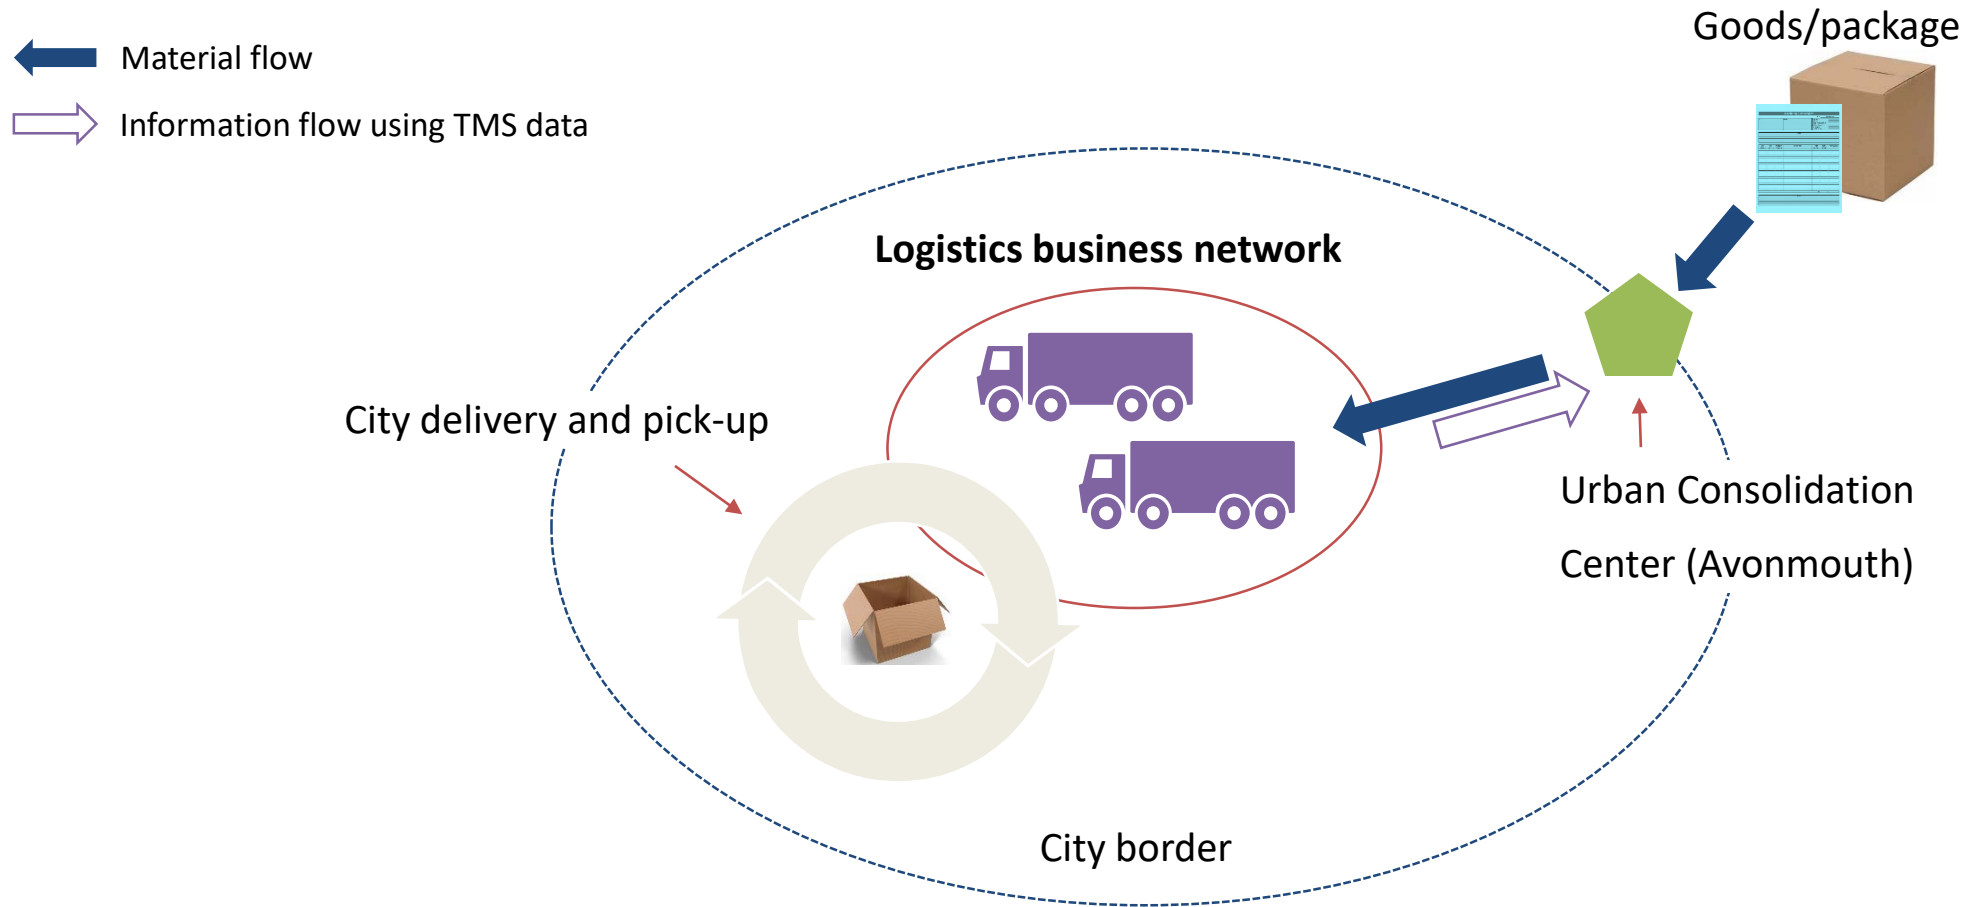 Goods/package
Material flow
Information flow using TMS data
Logistics business network
City delivery and pick-up
Urban Consolidation
Center (Avonmouth)
City border